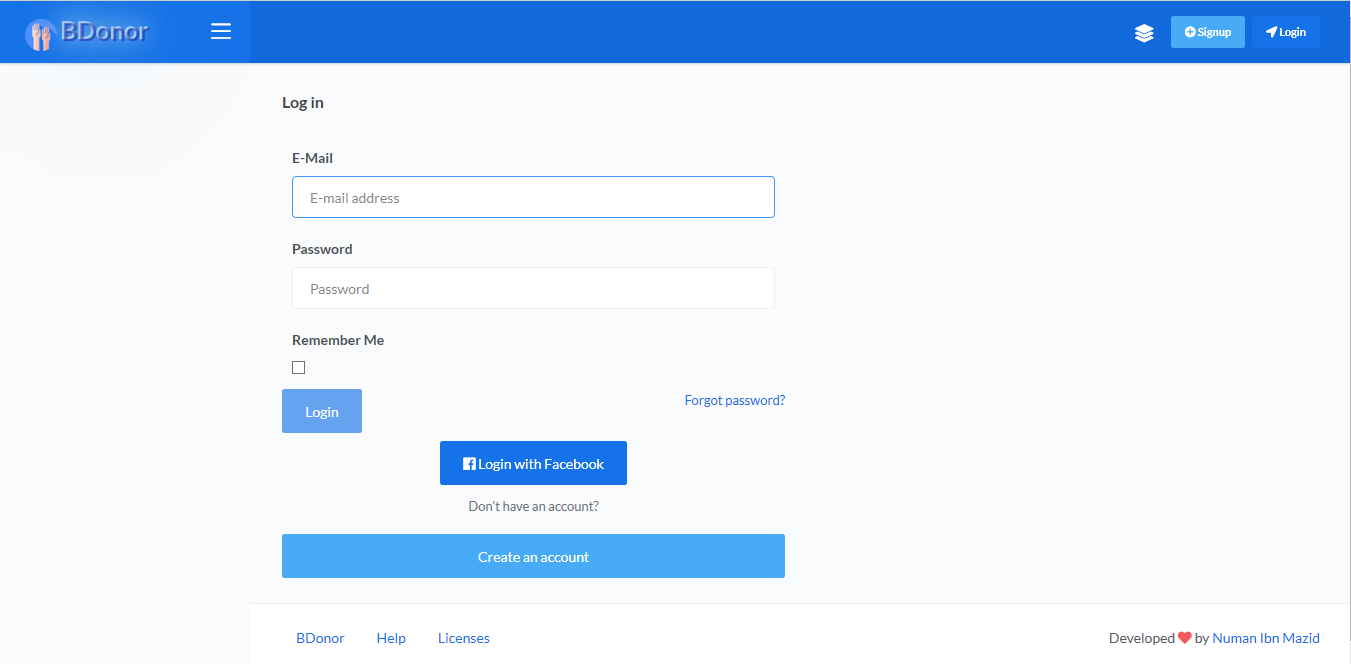 BDonor
Signup
Login
Log in
E-Mail
E-mail address
Password
Password
Remember Me
Login
Forgot password?
Login with Facebook
Don't have an account?
Create an account
BDonor Help Licenses
Developed by Numan Ibn Mazid